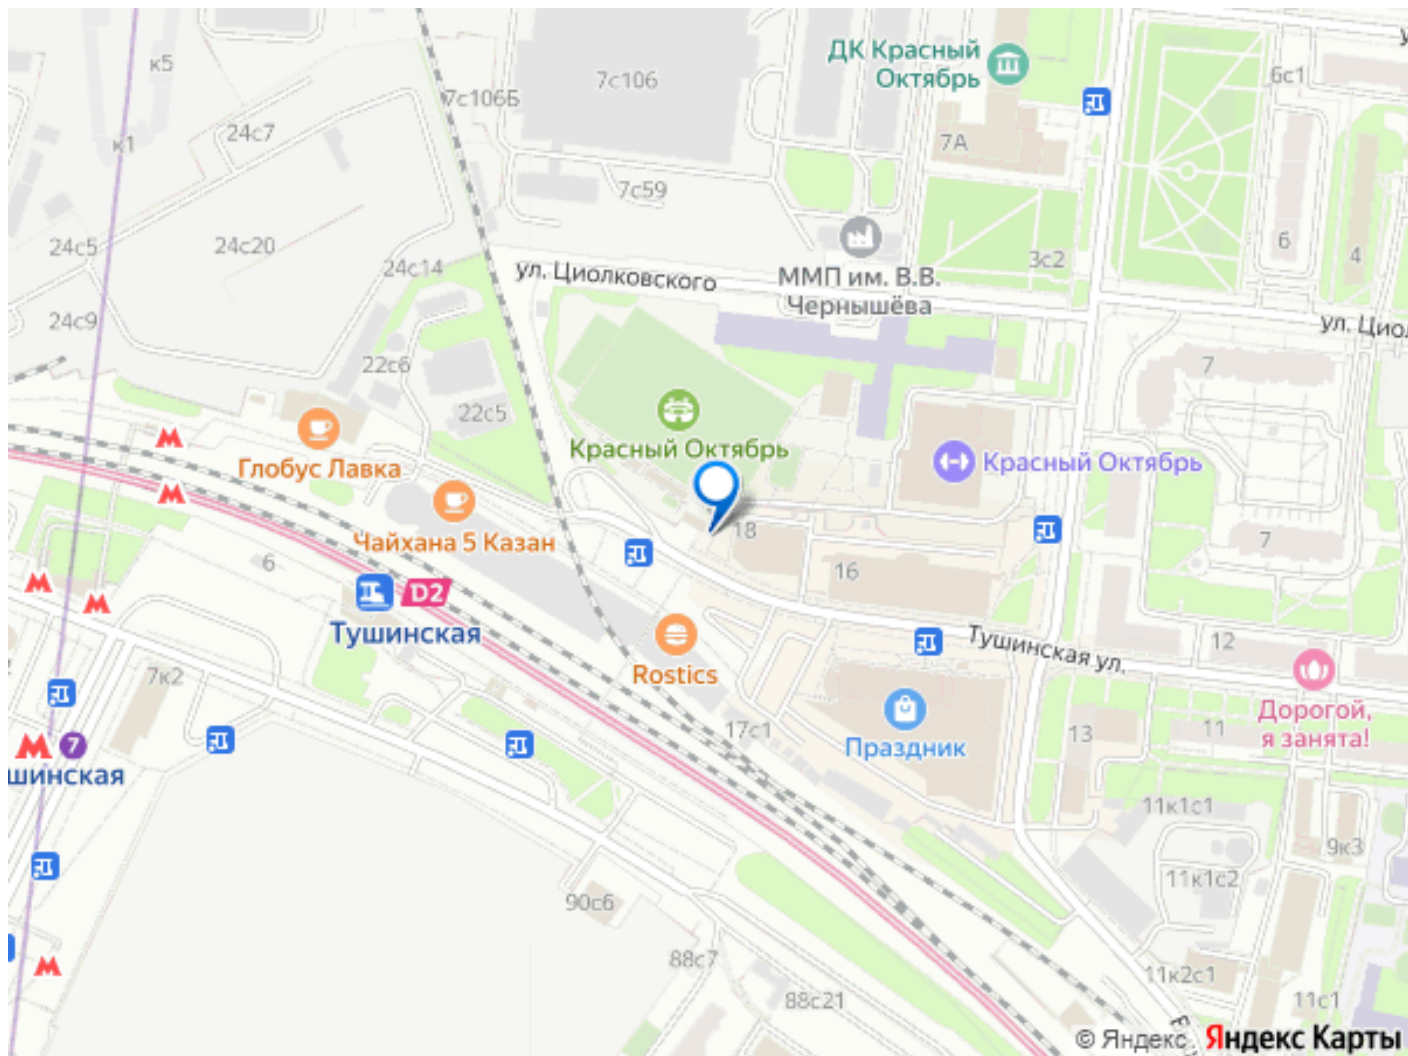 к5
7с106
ДК Красный
Октябрь
6с1
7с106Б
24с7
к1
7А
7с59
24с5
24с20
24с14
ул. Циолковского
ММП им. В.В.
Чернышёва
3с2
6
4
24с9
ул. Циол
22с6
7
22с5
Глобус Лавка
Красный Октябрь
Красный Октябрь
Чайхана 5 Казан
18
7
6
16
D2
Тушинская
Тушинская ул.
12
Rostics
7к2
Дорогой,
я занята!
17с1
Праздник
13
11
7
шинская
11к1с1
9к3
11к1с2
90с6
88с7
11к2с1
88с21
11с1
© Яндекс
Яндекс Карты